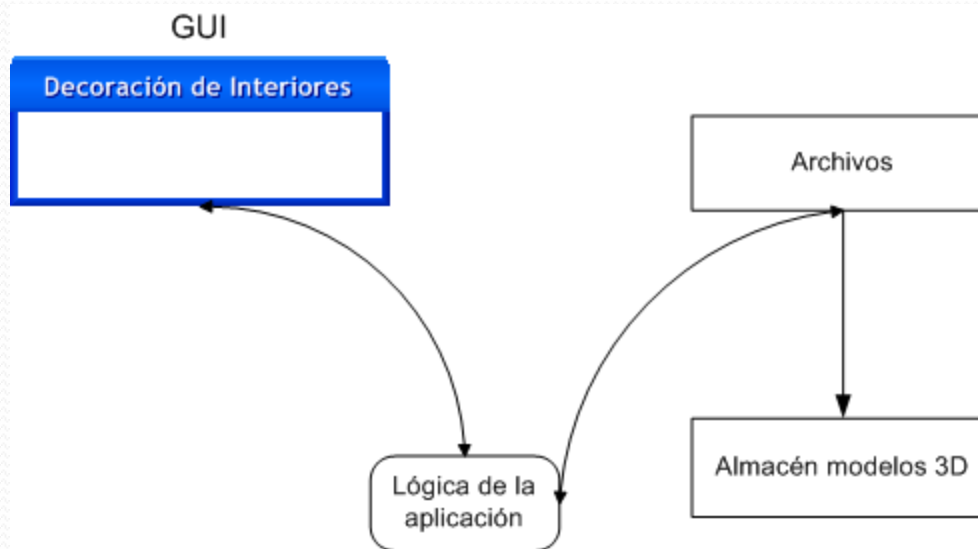 GUI
Decoración de Interiores
Archivos
Almacén modelos 3D
Lógica de la
aplicación